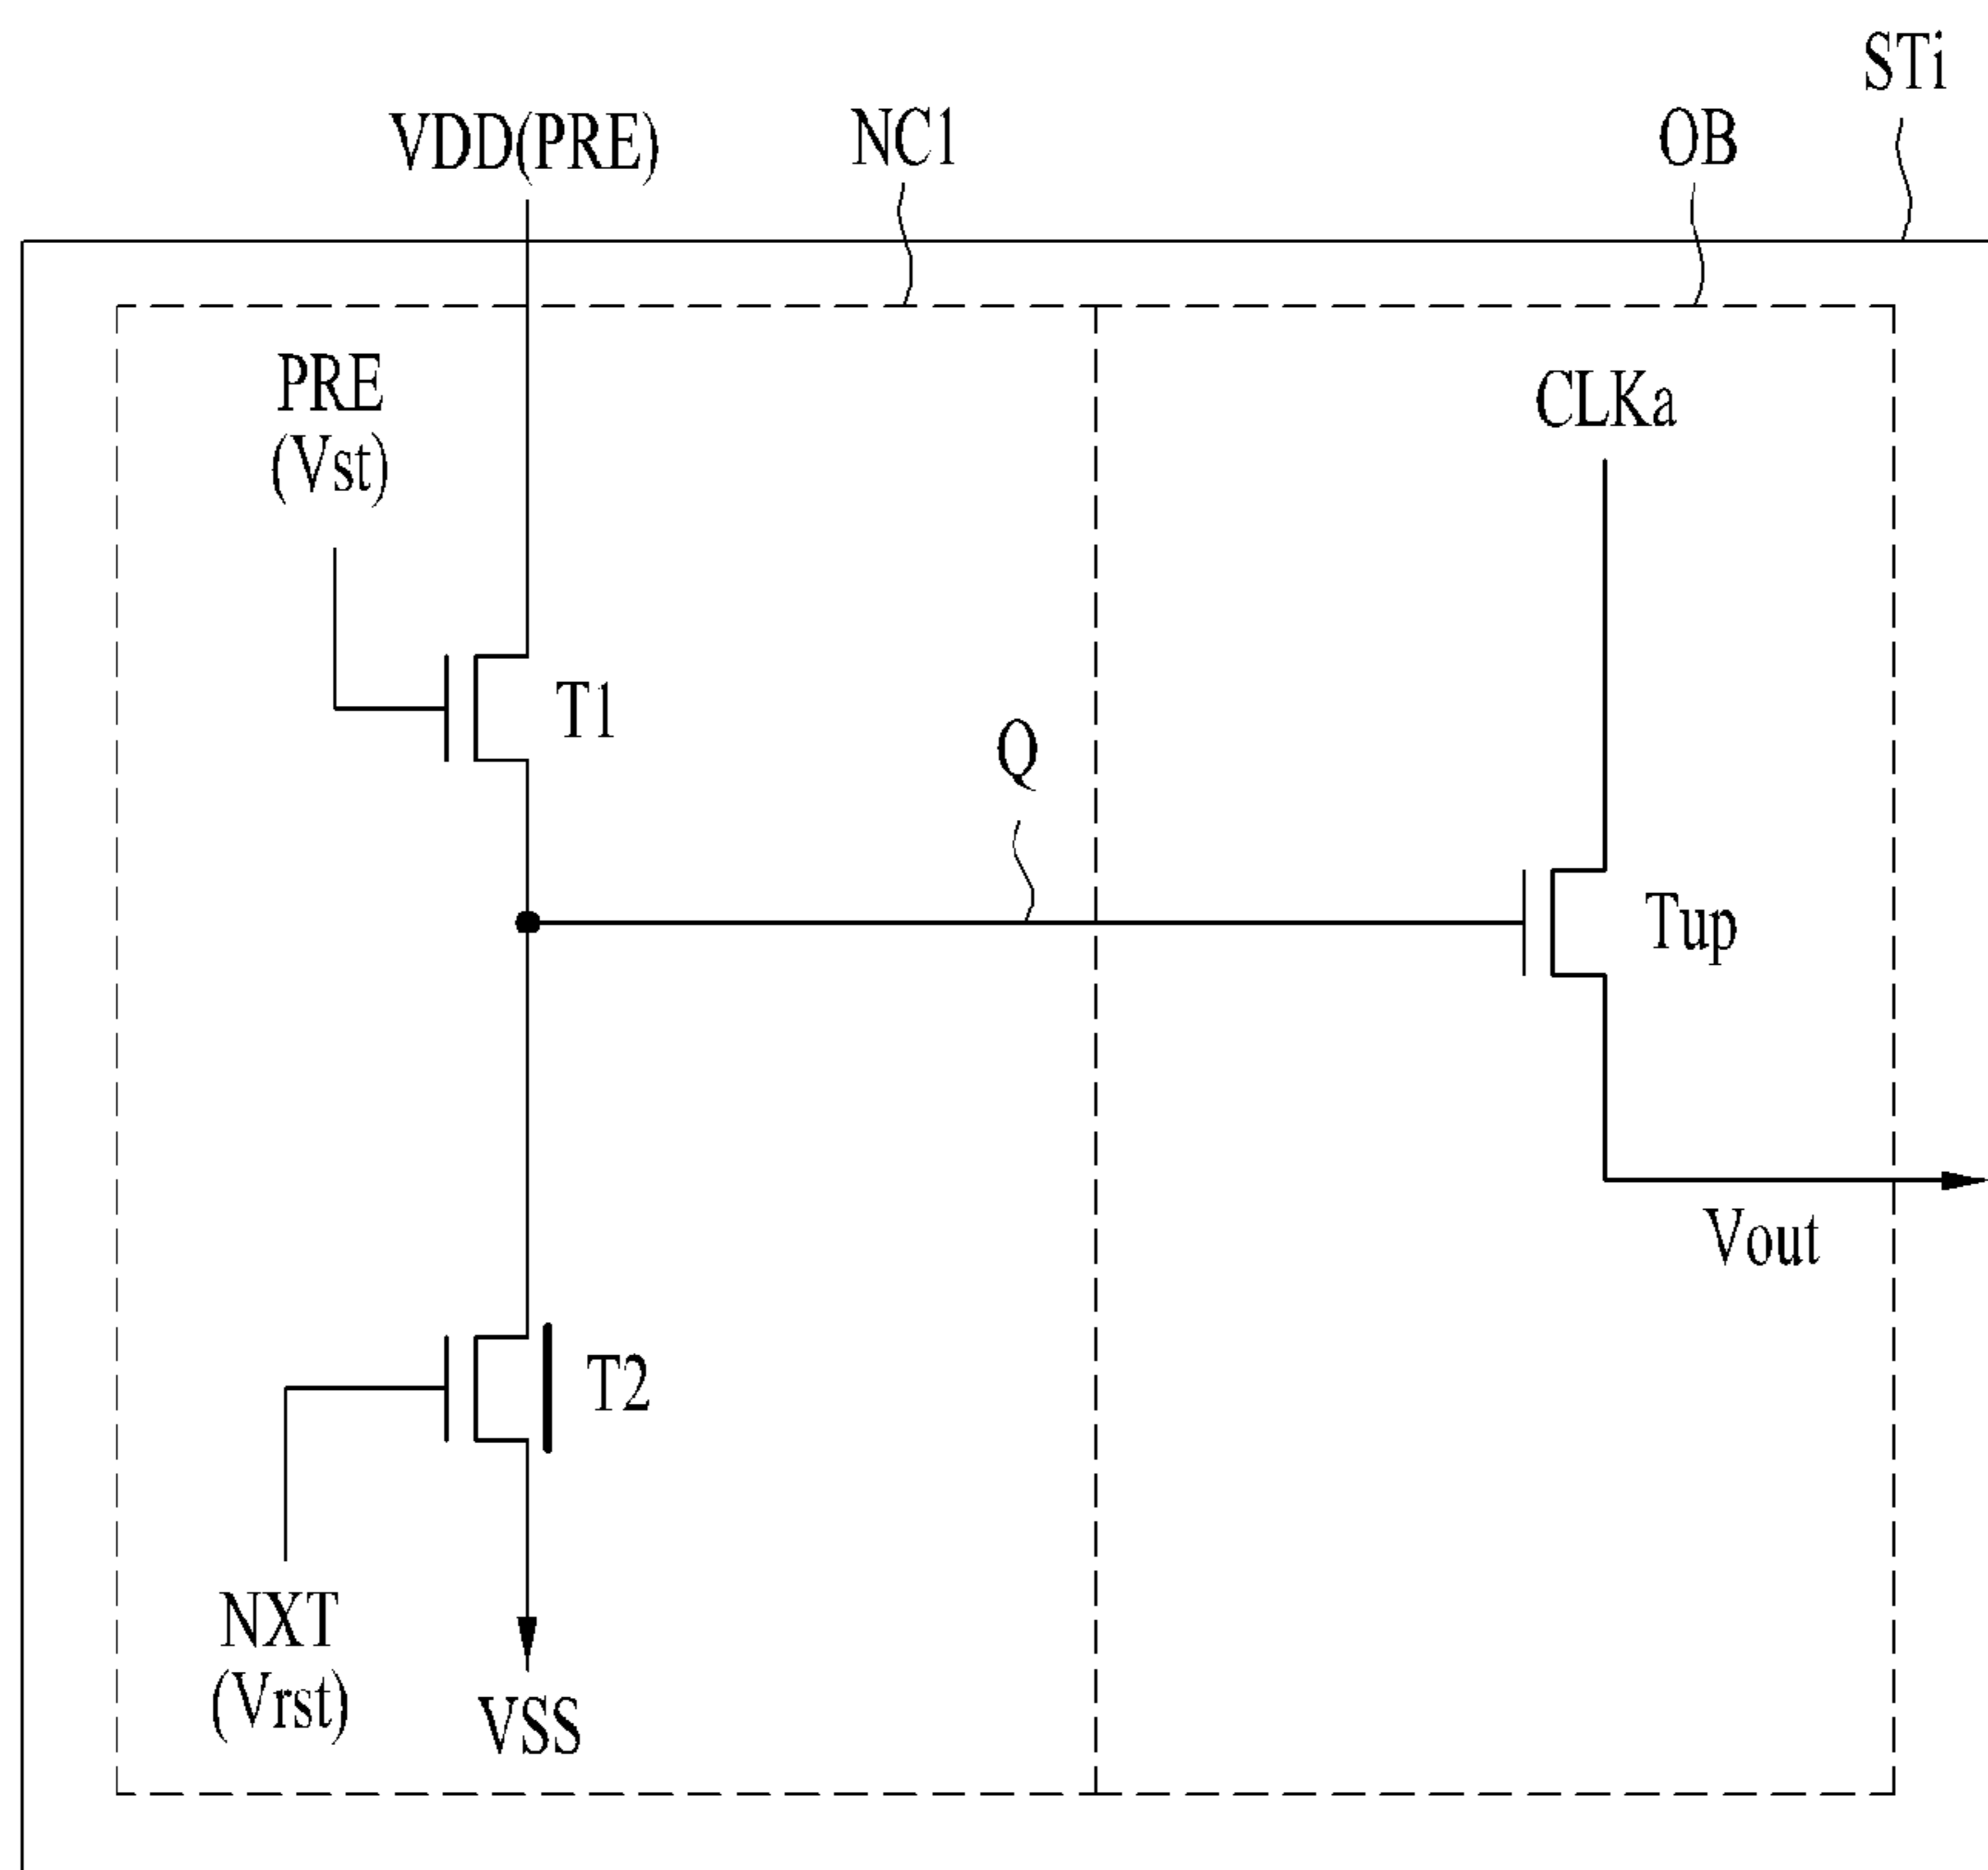 STi
VDD(PRE)
NC1
OB
PRE
(Vst)
CLKa
T1
Q
Tup
Vout
T2
NXT
(Vrst)
VSS